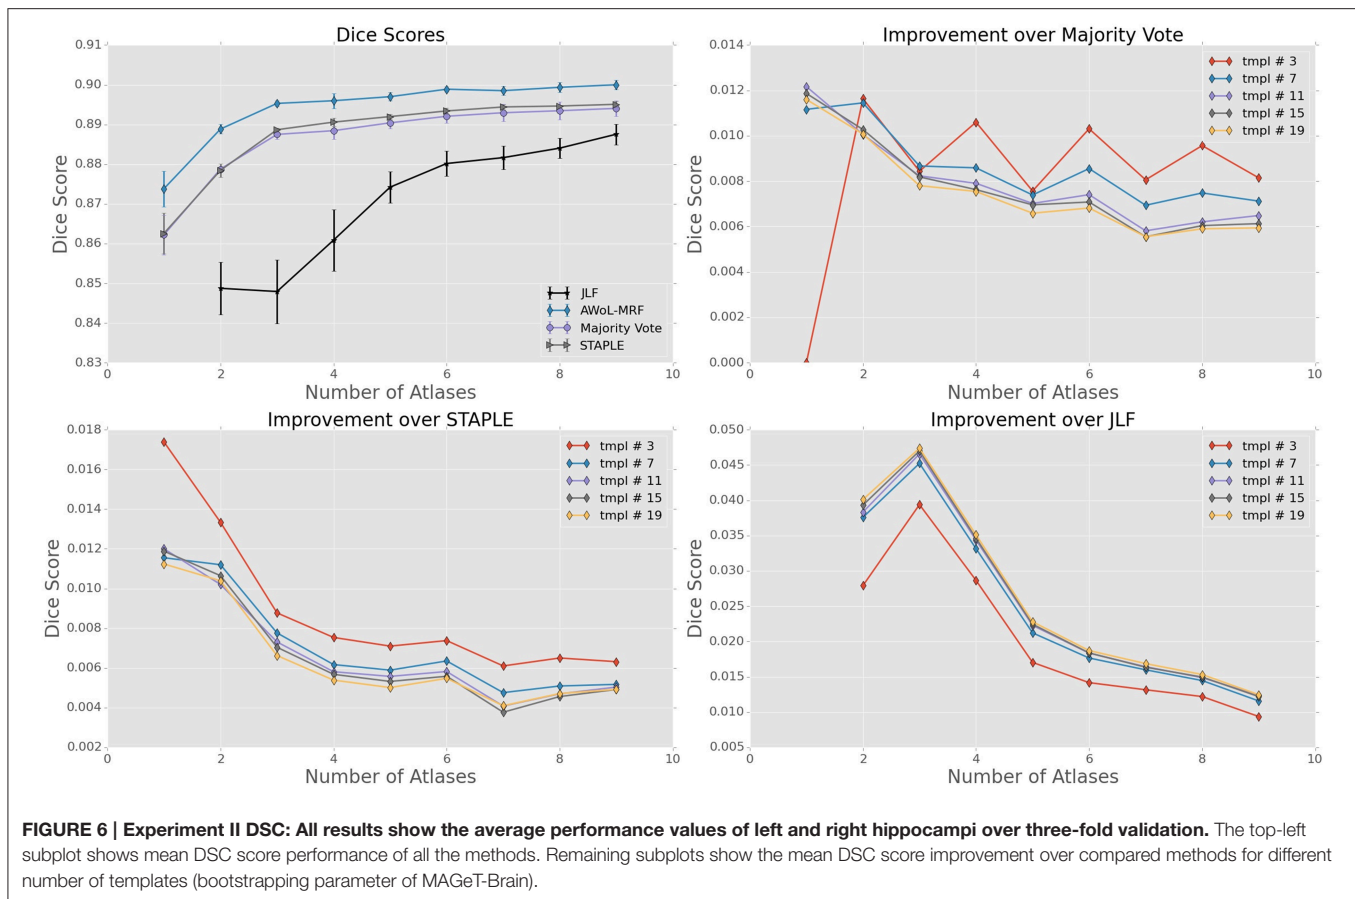 Dice Scores
0.91
0.90
0.89
0.88
0.87
0.86
0.85
0.84
0.83
Dice Score
JLF
AWoL-MRF
Majority Vote
STAPLE
0 2 4 6 8 10
Number of Atlases
Improvement over Majority Vote
0.014
0.012
0.010
0.008
0.006
0.004
0.002
0.000
Dice Score
tmpl # 3
tmpl # 7
tmpl # 11
tmpl # 15
tmpl # 19
0 2 4 6 8 10
Number of Atlases
Improvement over STAPLE
0.018
0.016
0.014
0.012
0.010
0.008
0.006
0.004
0.002
Dice Score
tmpl # 3
tmpl # 7
tmpl # 11
tmpl # 15
tmpl # 19
0 2 4 6 8 10
Number of Atlases
Improvement over JLF
0.050
0.045
0.040
0.035
0.030
0.025
0.020
0.015
0.010
0.005
Dice Score
tmpl # 3
tmpl # 7
tmpl # 11
tmpl # 15
tmpl # 19
0 2 4 6 8 10
Number of Atlases
FIGURE 6 | Experiment II DSC: All results show the average performance values of left and right hippocampi over three-fold validation. The top-left
subplot shows mean DSC score performance of all the methods. Remaining subplots show the mean DSC score improvement over compared methods for different
number of templates (bootstrapping parameter of MAGeT-Brain).